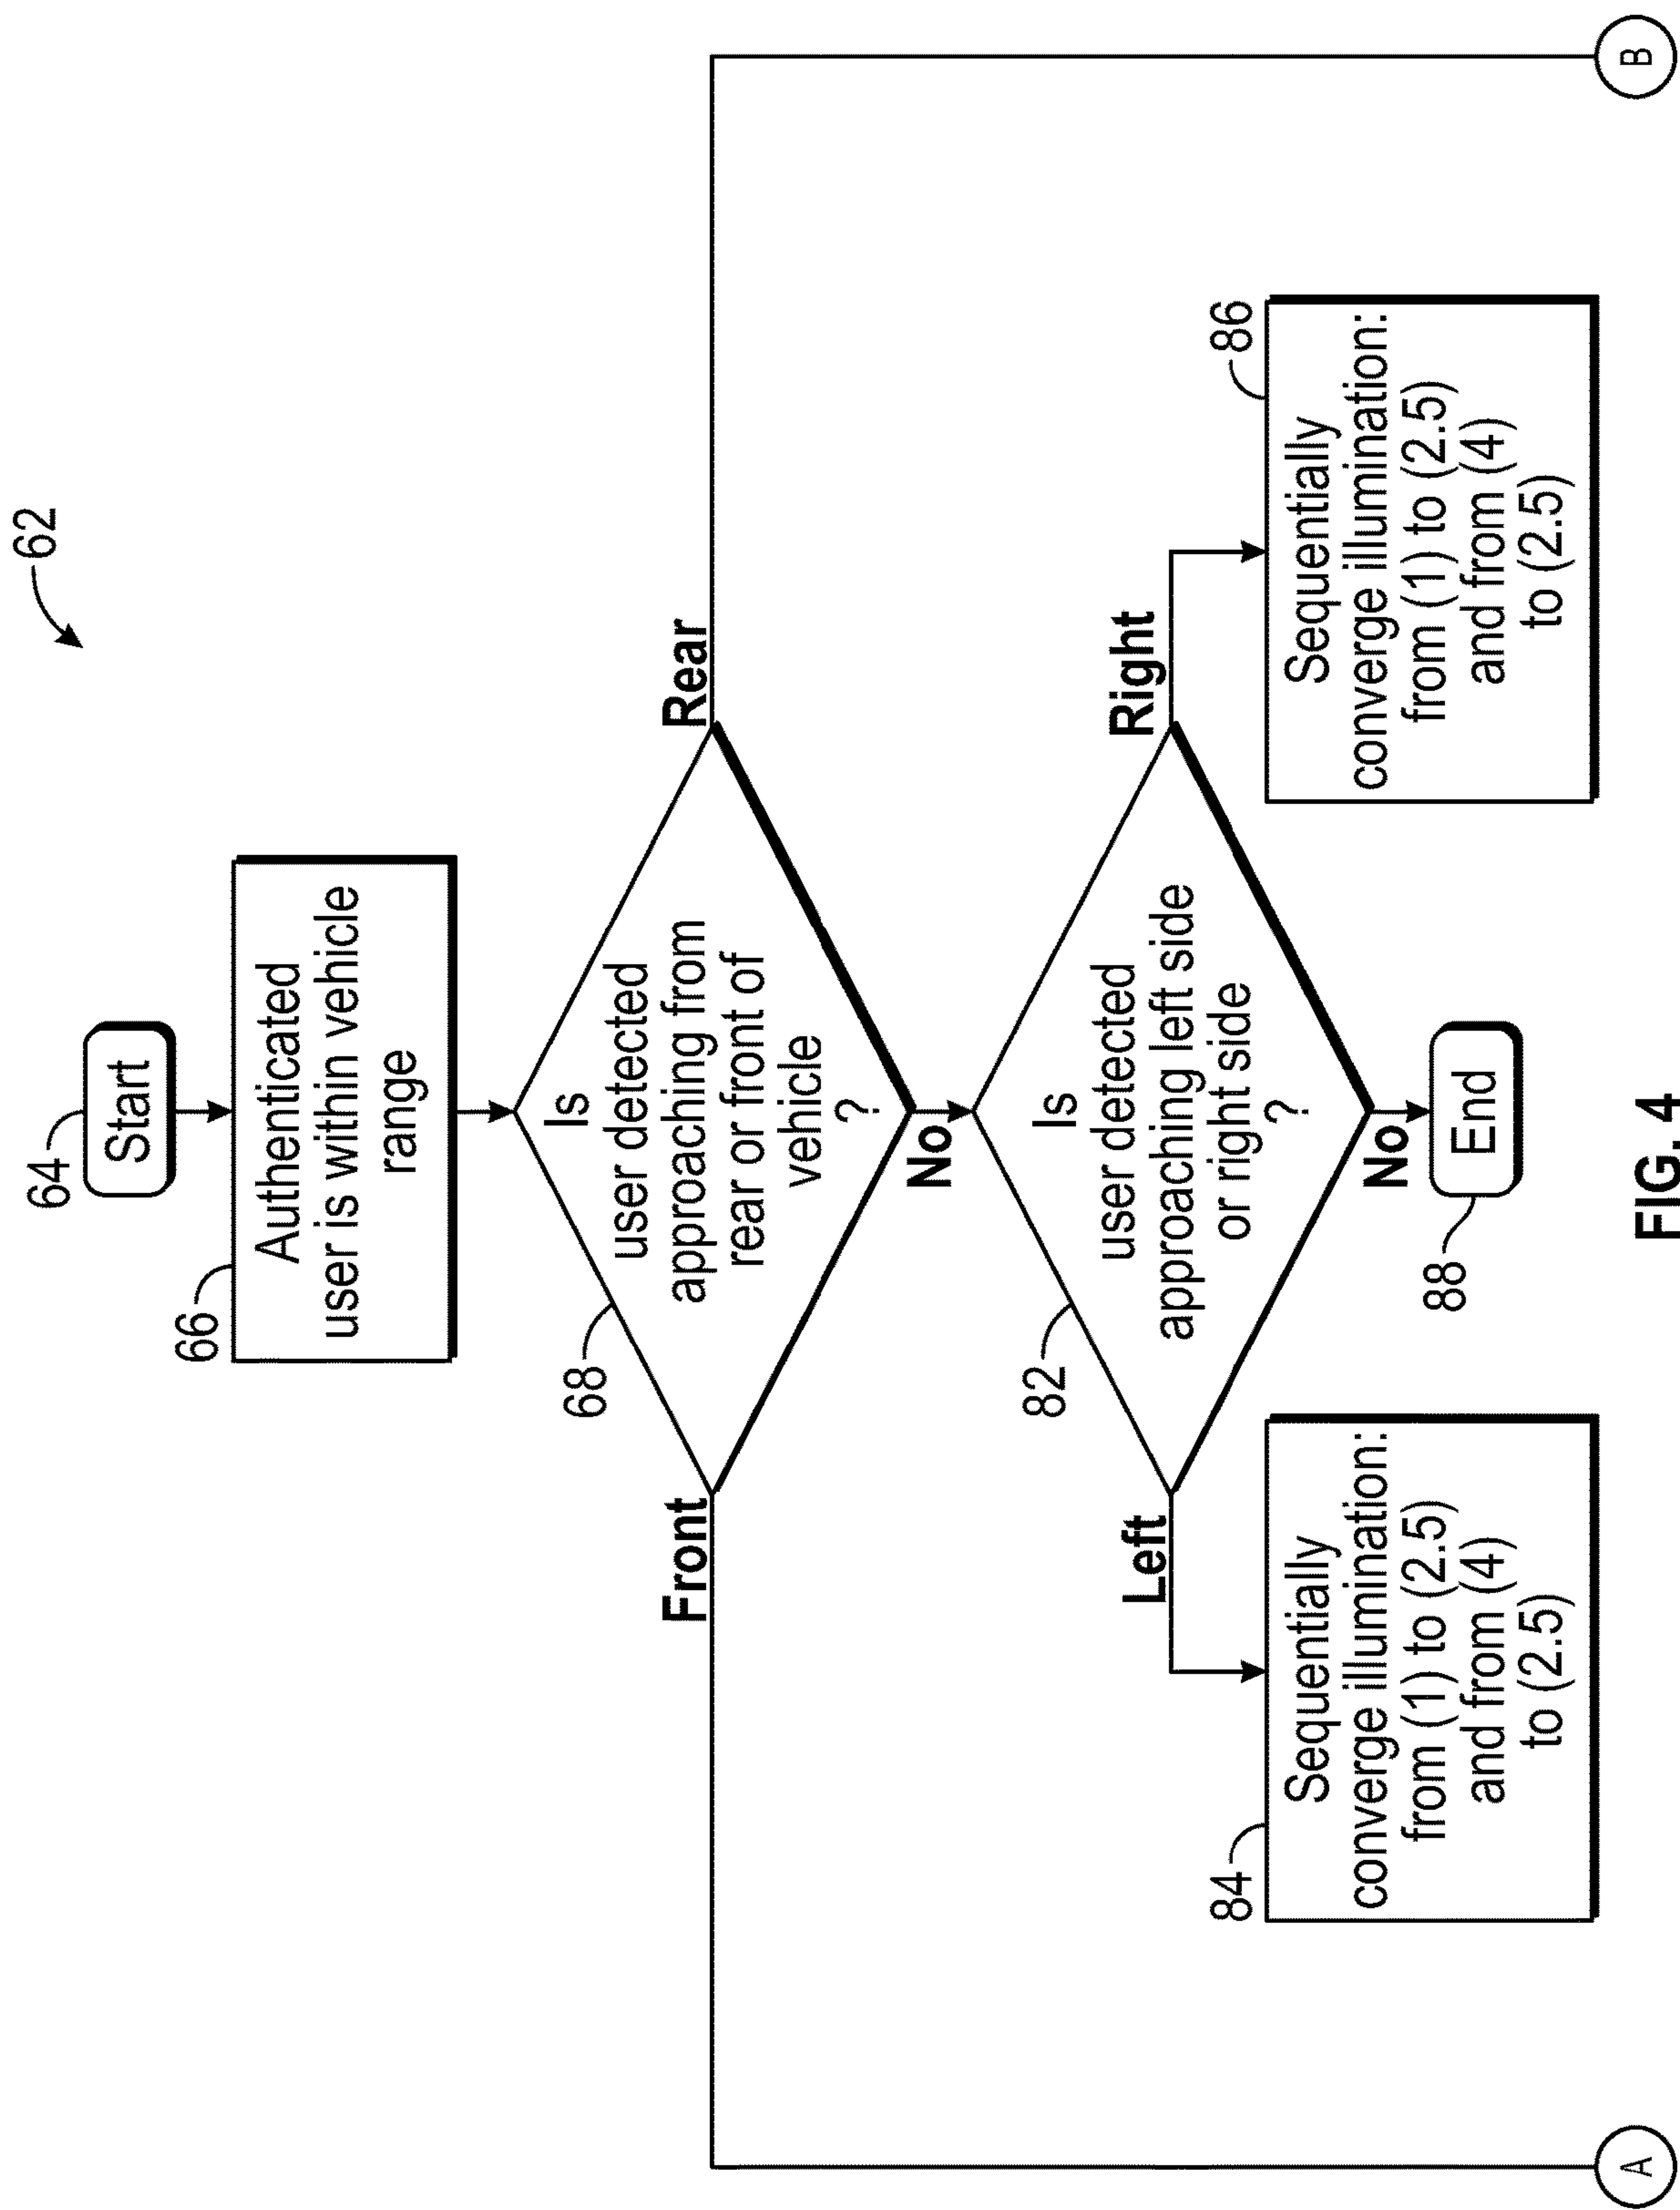 62
64
Start
66
Authenticated
user is within vehicle
range
68
Is
user detected
approaching from
rear or front of
vehicle
?
Front
Rear
No
82
Is
user detected
approaching left side
or right side
?
Left
Right
No
84
Sequentially
converge illumination:
from (1) to (2.5)
and from (4)
to (2.5)
86
Sequentially
converge illumination:
from (1) to (2.5)
and from (4)
to (2.5)
88
End
A
B
FIG. 4